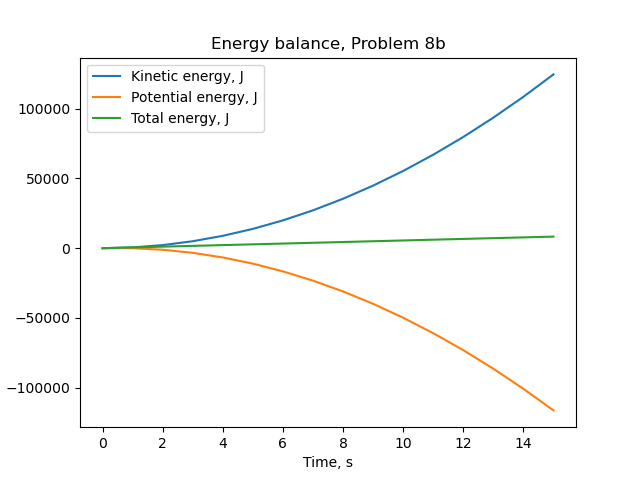 Energy balance, Problem 8b
Kinetic energy, J
Potential energy, J
Total energy, J
100000
50000
0
−50000
−100000
0 2 4 6 8 10 12 14
Time, s